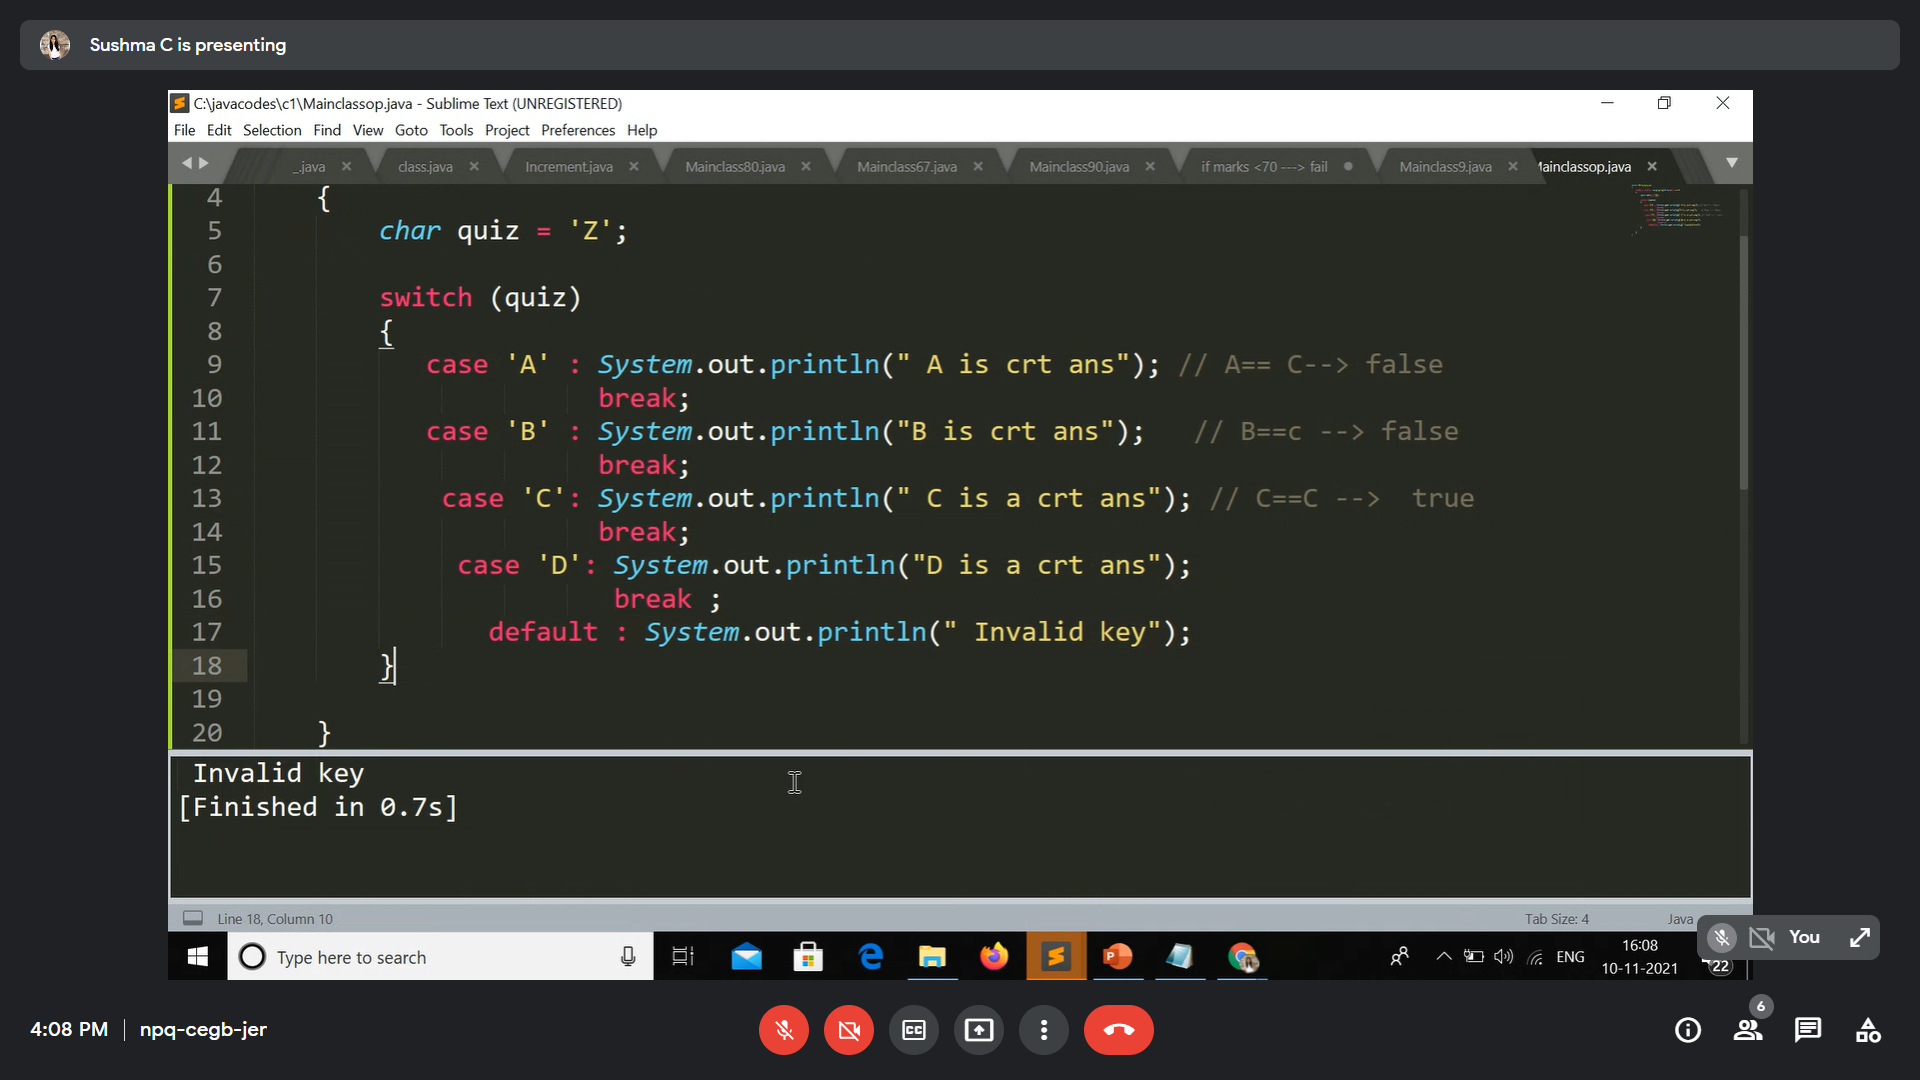 Sushma C is presenting
C:\javacodes\c1\Mainclassop.java - Sublime Text (UNREGISTERED)
File Edit Selection Find View Goto Tools Project Preferences Help
_.java class.java Increment.java Mainclass80.java Mainclass67.java Mainclass90.java if marks <70 ---> fail Mainclass9.java Mainclassop.java
4 {
5 char quiz = 'Z';
6
7 switch (quiz)
8 {
9 case 'A' : System.out.println(" A is crt ans"); // A== C--> false
10 break;
11 case 'B' : System.out.println("B is crt ans"); // B==c --> false
12 break;
13 case 'C': System.out.println(" C is a crt ans"); // C==C --> true
14 break;
15 case 'D': System.out.println("D is a crt ans");
16 break ;
17 default : System.out.println(" Invalid key");
18 }
19
20 }
Invalid key
[Finished in 0.7s]
Line 18, Column 10 Tab Size: 4 Java
You
Type here to search ENG 16:08
10-11-2021 22
6
4:08 PM | npq-cegb-jer